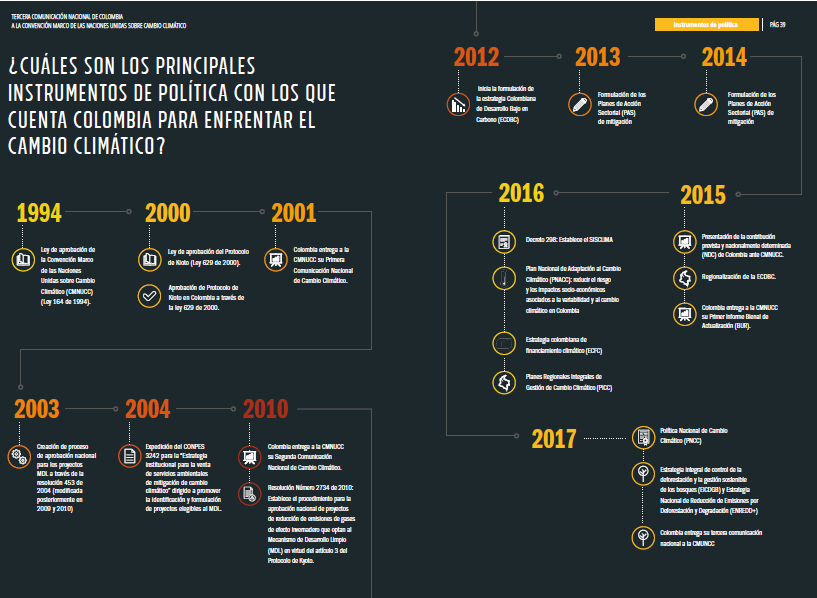 TERCERA COMUNICACIÓN NACIONAL DE COLOMBIA
A LA CONVENCIÓN MARCO DE LAS NACIONES UNIDAS SOBRE CAMBIO CLIMÁTICO
Instrumentos de política
PÁG 39
¿CUÁLES SON LOS PRINCIPALES
INSTRUMENTOS DE POLÍTICA CON LOS QUE
CUENTA COLOMBIA PARA ENFRENTAR EL
CAMBIO CLIMÁTICO?
1994
Ley de aprobación de
la Convención Marco
de las Naciones
Unidas sobre Cambio
Climático (CMNUCC)
(Ley 164 de 1994).
2000
Ley de aprobación del Protocolo
de Kioto (Ley 629 de 2000).
Aprobación de Protocolo de
Kioto en Colombia a través de
la ley 629 de 2000.
2001
Colombia entrega a la
CMNUCC su Primera
Comunicación Nacional
de Cambio Climático.
2003
Creación de proceso
de aprobación nacional
para los proyectos
MDL a través de la
resolución 453 de
2004 (modificada
posteriormente en
2009 y 2010)
2004
Expedición del CONPES
3242 para la "Estrategia
Institucional para la venta
de servicios ambientales
de mitigación de cambio
climático" dirigido a promover
la identificación y formulación
de proyectos elegibles al MDL.
2010
Colombia entrega a la CMNUCC
su Segunda Comunicación
Nacional de Cambio Climático.
Resolución Número 2734 de 2010:
Establece el procedimiento para la
aprobación nacional de proyectos
de reducción de emisiones de gases
de efecto invernadero que optan al
Mecanismo de Desarrollo Limpio
(MDL) en virtud del artículo 3 del
Protocolo de Kyoto.
2012
Inicia la formulación de
la estrategia Colombiana
de Desarrollo Bajo en
Carbono (ECDBC)
2013
Formulación de los
Planes de Acción
Sectorial (PAS)
de mitigación
2014
Formulación de los
Planes de Acción
Sectorial (PAS) de
mitigación
2015
Presentación de la contribución
prevista y nacionalmente determinada
(NDC) de Colombia ante CMNUCC.
Regionalización de la ECDBC.
Colombia entrega a la CMNUCC
su Primer Informe Bienal de
Actualización (BUR).
2016
Decreto 298: Establece el SISCLIMA
Plan Nacional de Adaptación al Cambio
Climático (PNACC): reducir el riesgo
y los impactos socio-económicos
asociados a la variabilidad y al cambio
climático en Colombia
Estrategia colombiana de
financiamiento climático (ECFC)
Planes Regionales Integrales de
Gestión de Cambio Climático (PICC)
2017
Política Nacional de Cambio
Climático (PNCC)
Estrategia integral de control de la
deforestación y la gestión sostenible
de los bosques (EICDGB) y Estrategia
Nacional de Reducción de Emisiones por
Deforestación y Degradación (ENREDD+)
Colombia entrega su tercera comunicación
nacional a la CMUNCC